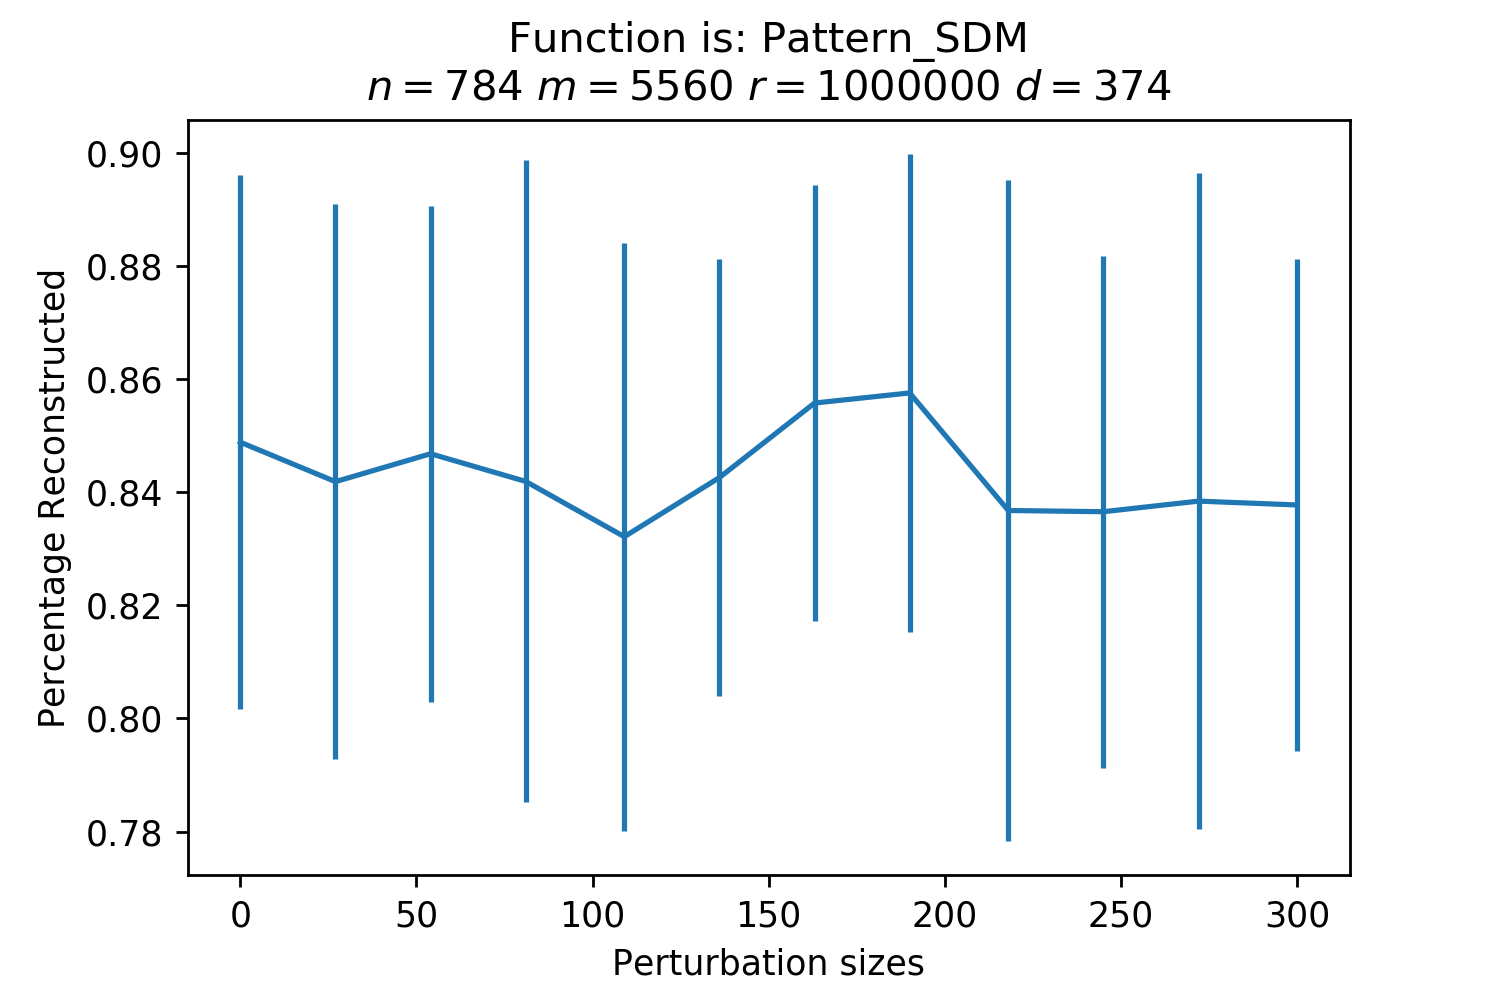 Function is: Pattern_SDM
n = 784 m = 5560 r = 1000000 d = 374
0.90
0.88
0.86
0.84
0.82
0.80
0.78
Percentage Reconstructed
0 50 100 150 200 250 300
Perturbation sizes